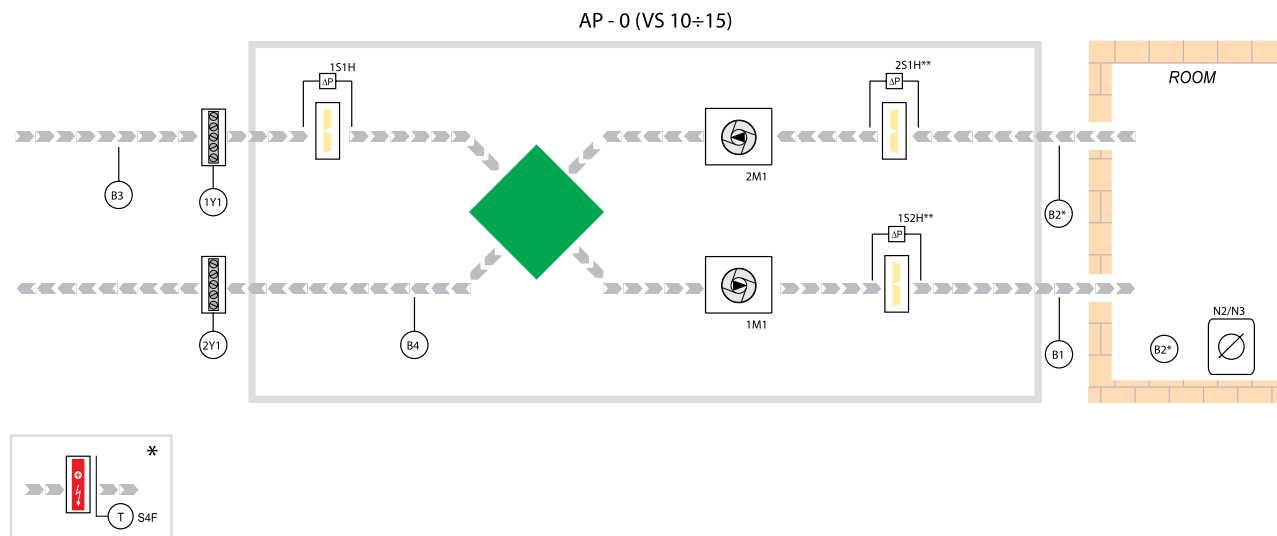 AP - 0 (VS 10÷15)
1S1H
ΔP
2S1H**
ΔP
ROOM
B3
1Y1
2M1
B2*
1S2H**
ΔP
2Y1
B4
1M1
B1
B2*
N2/N3
*
T
S4F